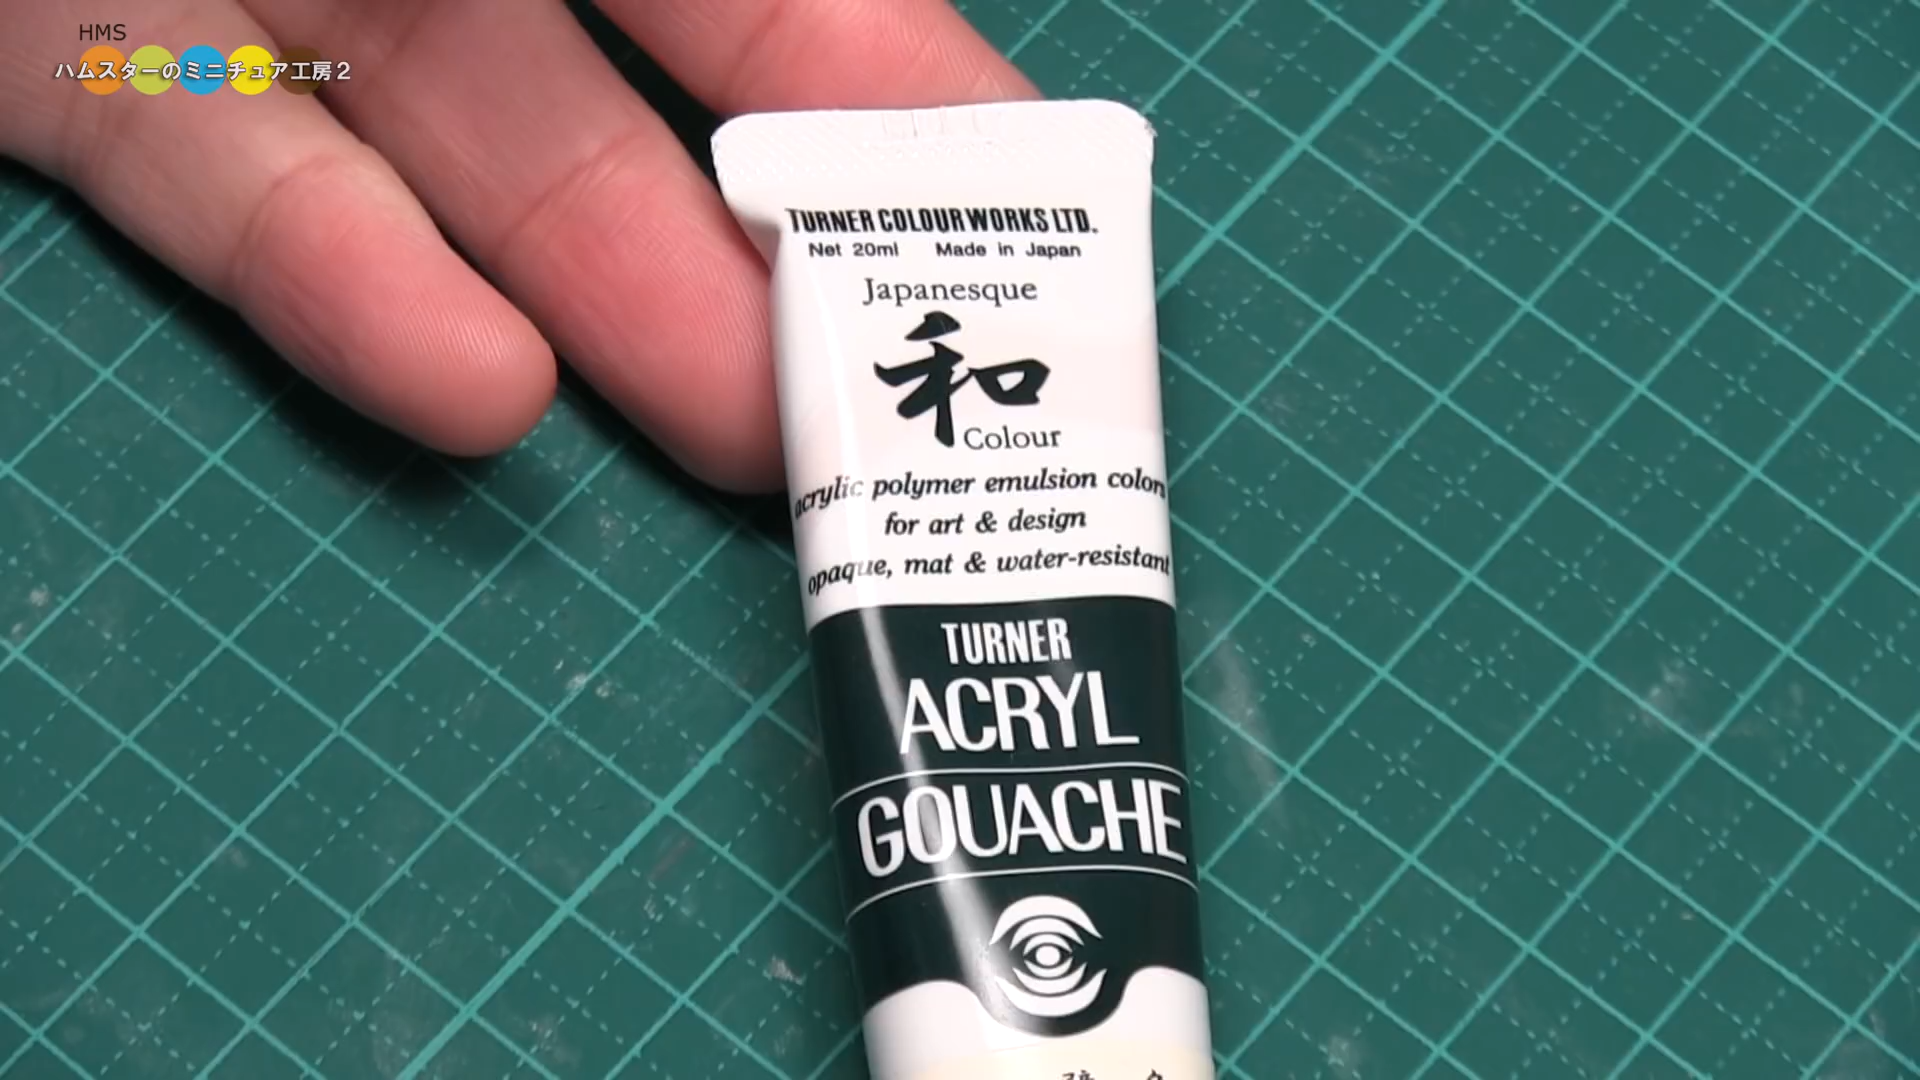 HMS
ハムスターのミニチュア工房2
TURNER COLOUR WORKS LTD.
Net 20ml Made in Japan
Japanesque
和
Colour
acrylic polymer emulsion colors
for art & design
opaque, mat & water-resistant
TURNER
ACRYL
GOUACHE